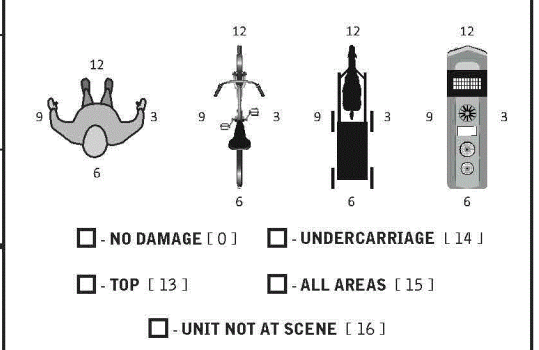 12 12 12 12
9 3 9 3 9 3 9 3
6 6 6 6
- NO DAMAGE [ 0 ]
- UNDERCARRIAGE [ 14 ]
- TOP [ 13 ]
- ALL AREAS [ 15 ]
- UNIT NOT AT SCENE [ 16 ]